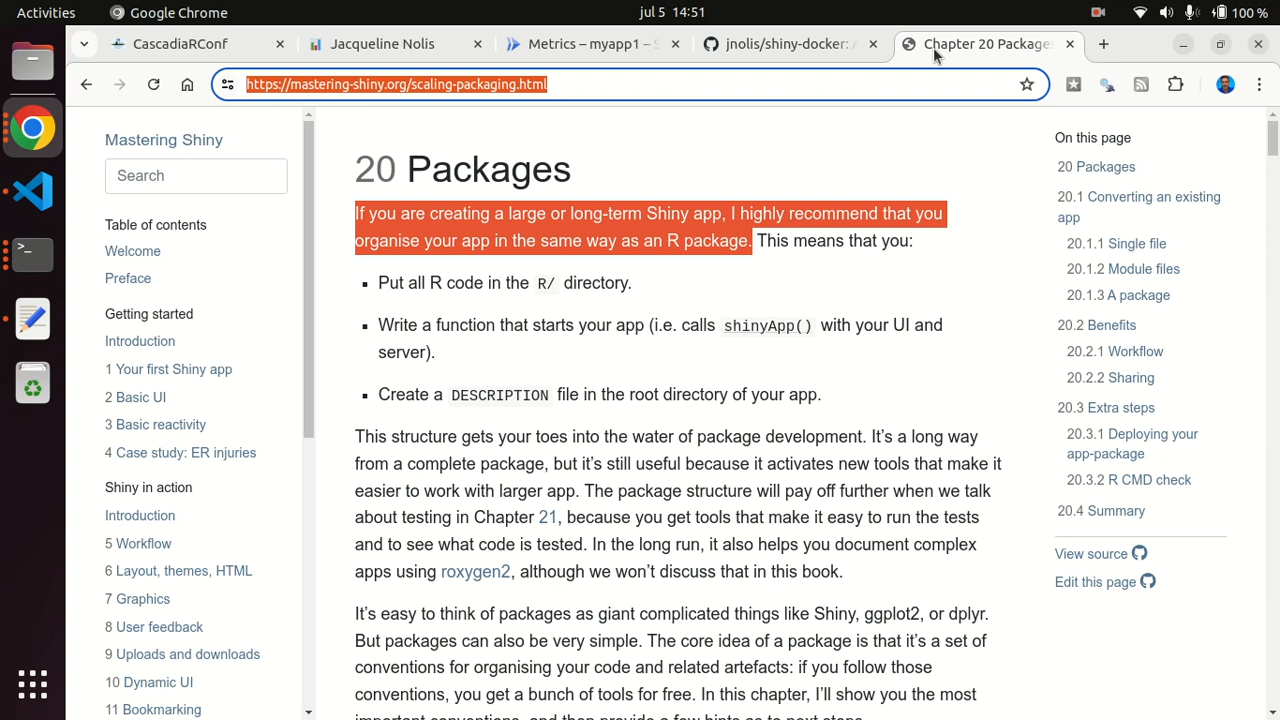 Activities
Google Chrome
jul 5 14:51
100 %
CascadiaRConf
Jacqueline Nolis
Metrics – myapp1 – S
jnolis/shiny-docker: A
Chapter 20 Packages
https://mastering-shiny.org/scaling-packaging.html
Mastering Shiny
Search
Table of contents
Welcome
Preface
Getting started
Introduction
1 Your first Shiny app
2 Basic UI
3 Basic reactivity
4 Case study: ER injuries
Shiny in action
Introduction
5 Workflow
6 Layout, themes, HTML
7 Graphics
8 User feedback
9 Uploads and downloads
10 Dynamic UI
11 Bookmarking
20 Packages
If you are creating a large or long-term Shiny app, I highly recommend that you
organise your app in the same way as an R package. This means that you:
Put all R code in the R/ directory.
Write a function that starts your app (i.e. calls shinyApp() with your UI and
server).
Create a DESCRIPTION file in the root directory of your app.
This structure gets your toes into the water of package development. It’s a long way
from a complete package, but it’s still useful because it activates new tools that make it
easier to work with larger app. The package structure will pay off further when we talk
about testing in Chapter 21, because you get tools that make it easy to run the tests
and to see what code is tested. In the long run, it also helps you document complex
apps using roxygen2, although we won’t discuss that in this book.
It’s easy to think of packages as giant complicated things like Shiny, ggplot2, or dplyr.
But packages can also be very simple. The core idea of a package is that it’s a set of
conventions for organising your code and related artefacts: if you follow those
conventions, you get a bunch of tools for free. In this chapter, I’ll show you the most
important conventions, and then provide a few hints as to next steps.
On this page
20 Packages
20.1 Converting an existing
app
20.1.1 Single file
20.1.2 Module files
20.1.3 A package
20.2 Benefits
20.2.1 Workflow
20.2.2 Sharing
20.3 Extra steps
20.3.1 Deploying your
app-package
20.3.2 R CMD check
20.4 Summary
View source
Edit this page